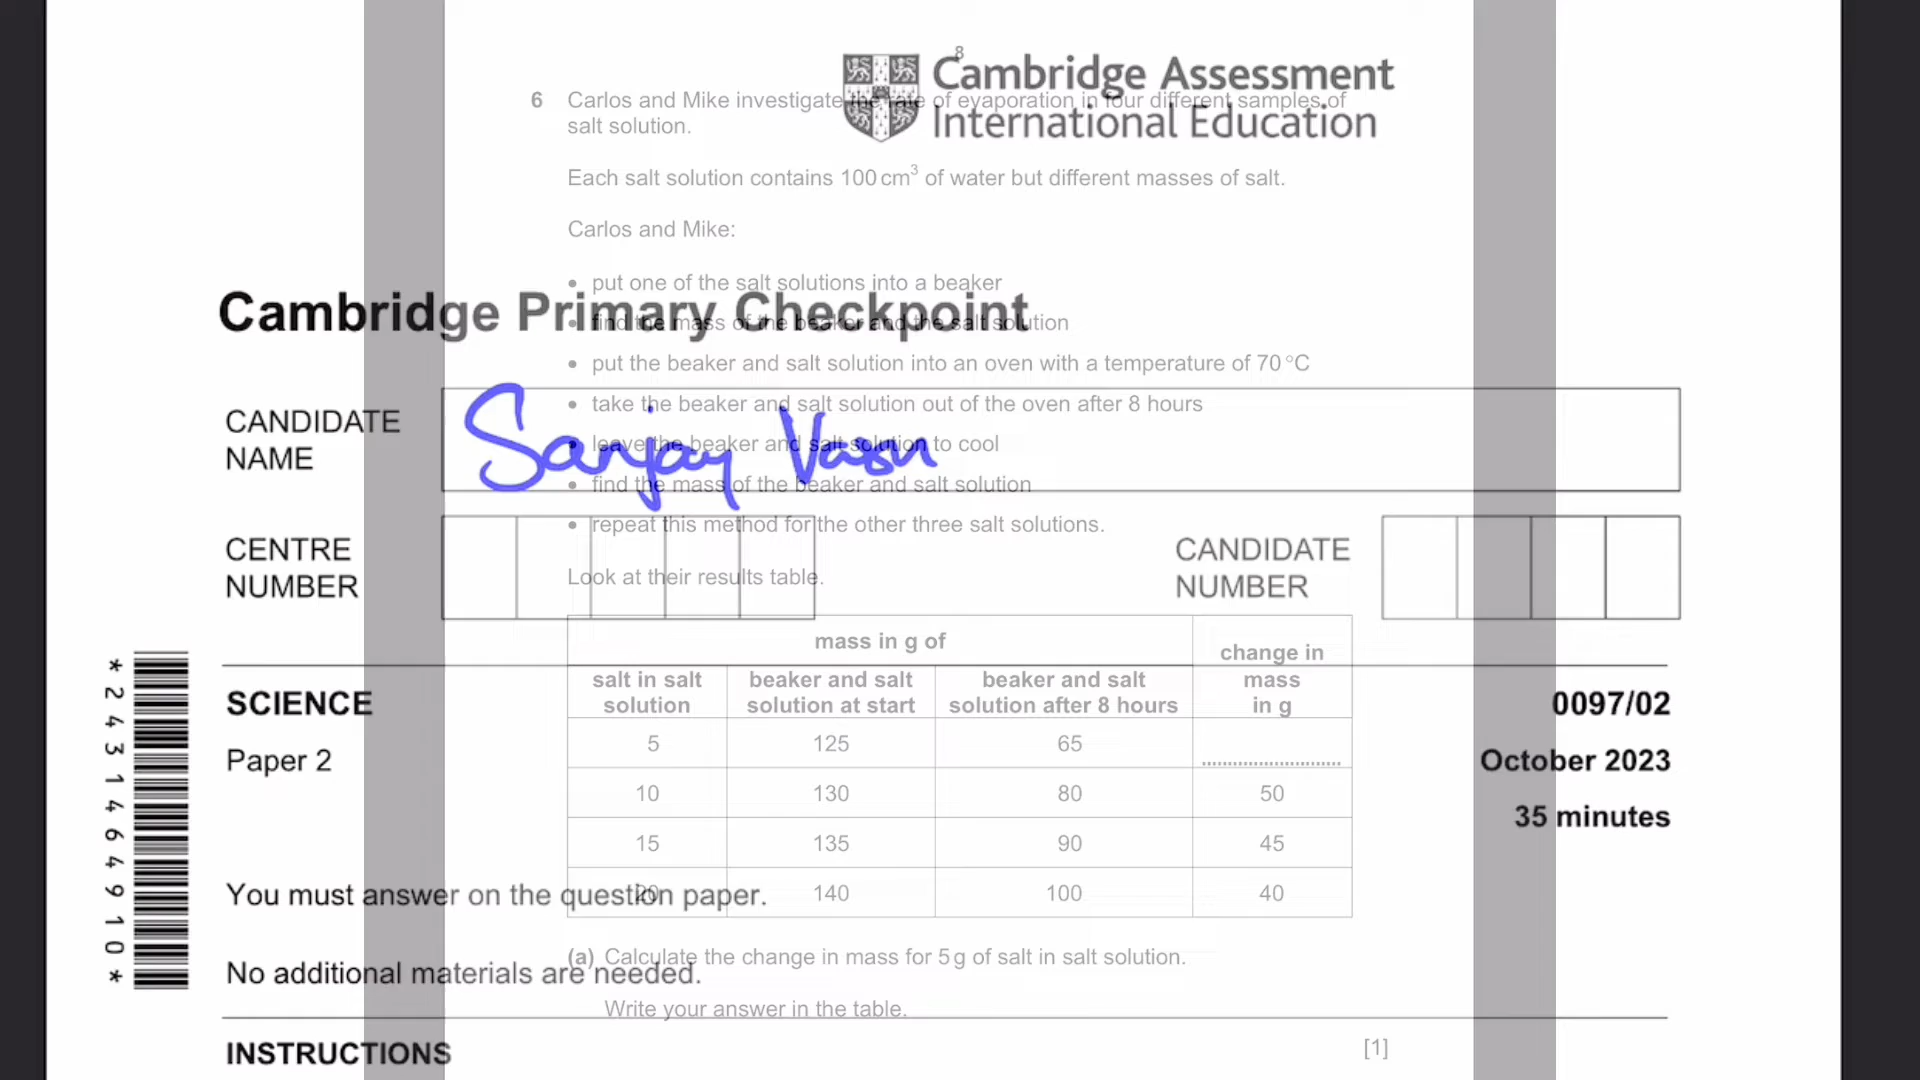 8
Cambridge Assessment
International Education
6 Carlos and Mike investigate the rate of evaporation in four different samples of
salt solution.
Each salt solution contains 100 cm³ of water but different masses of salt.
Carlos and Mike:
• put one of the salt solutions into a beaker
Cambridge Primary Checkpoint
• find the mass of the beaker and the salt solution
• put the beaker and salt solution into an oven with a temperature of 70 °C
• take the beaker and salt solution out of the oven after 8 hours
CANDIDATE
NAME
Sanjay Vasu
• leave the beaker and salt solution to cool
• find the mass of the beaker and salt solution
• repeat this method for the other three salt solutions.
CENTRE
NUMBER
CANDIDATE
NUMBER
Look at their results table.
mass in g of
change in
mass
in g
salt in salt
solution
beaker and salt
solution at start
beaker and salt
solution after 8 hours
5 125 65 ........................
10 130 80 50
15 135 90 45
20 140 100 40
*2431464910*
SCIENCE 0097/02
Paper 2 October 2023
35 minutes
You must answer on the question paper.
(a) Calculate the change in mass for 5 g of salt in salt solution.
No additional materials are needed.
Write your answer in the table.
[1]
INSTRUCTIONS